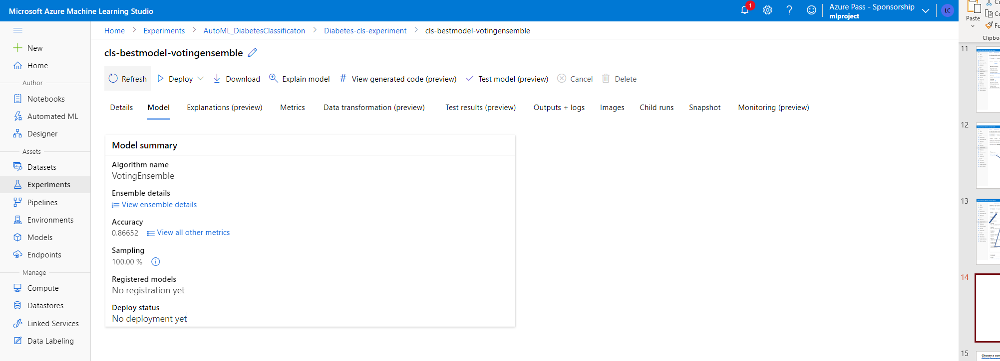 Microsoft Azure Machine Learning Studio
1
Azure Pass - Sponsorship
mlproject
LC
Home > Experiments > AutoML_DiabetesClassificaton > Diabetes-cls-experiment > cls-bestmodel-votingensemble
cls-bestmodel-votingensemble
Refresh Deploy Download Explain model # View generated code (preview) Test model (preview) Cancel Delete
Details Model Explanations (preview) Metrics Data transformation (preview) Test results (preview) Outputs + logs Images Child runs Snapshot Monitoring (preview)
New
Home
Author
Notebooks
Automated ML
Designer
Assets
Datasets
Experiments
Pipelines
Environments
Models
Endpoints
Manage
Compute
Datastores
Linked Services
Data Labeling
Model summary
Algorithm name
VotingEnsemble
Ensemble details
View ensemble details
Accuracy
0.86652 View all other metrics
Sampling
100.00 %
Registered models
No registration yet
Deploy status
No deployment yet
Paste
Cu
Co
Fo
Clipbo
11
12
13
14
15